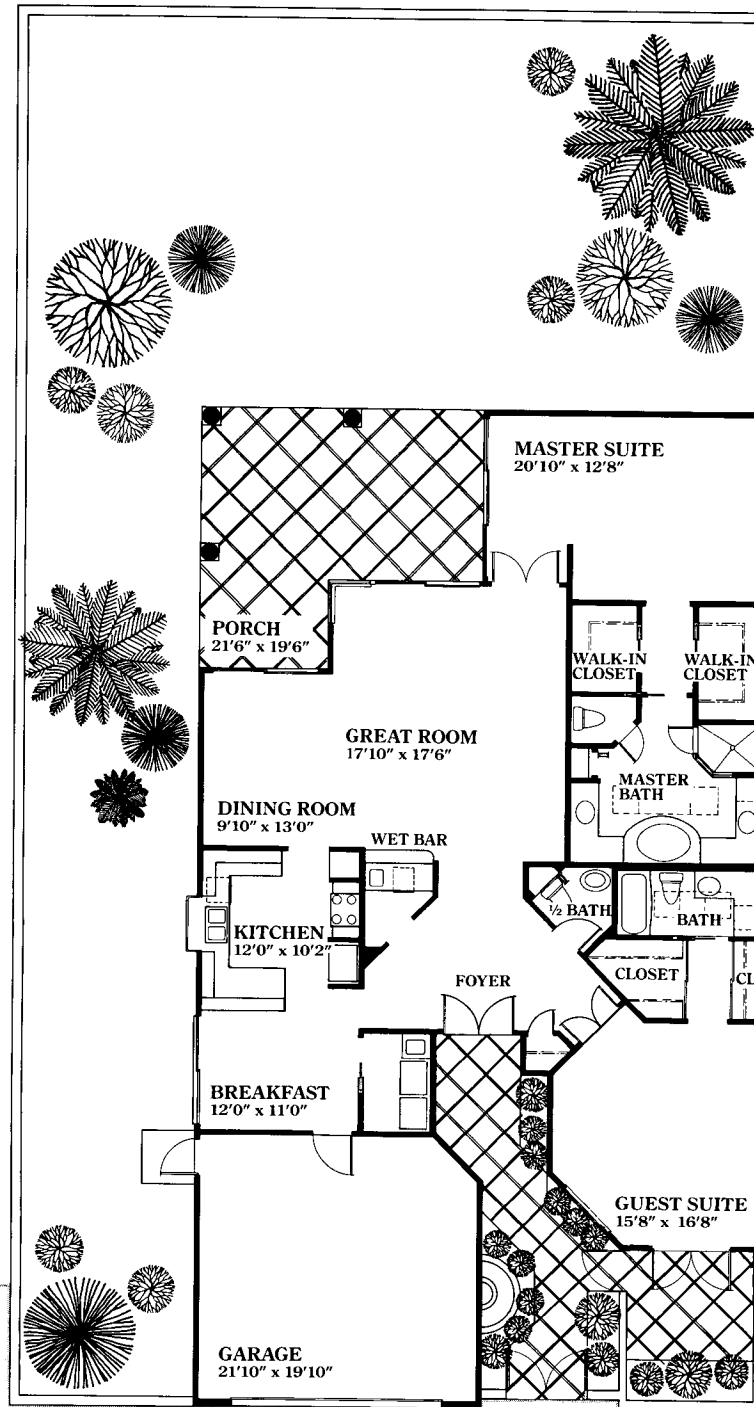 MASTER SUITE
20'10" x 12'8"
PORCH
21'6" x 19'6"
WALK-IN
CLOSET
WALK-IN
CLOSET
GREAT ROOM
17'10" x 17'6"
MASTER
BATH
DINING ROOM
9'10" x 13'0"
WET BAR
½ BATH
BATH
KITCHEN
12'0" x 10'2"
FOYER
CLOSET
CL
BREAKFAST
12'0" x 11'0"
GUEST SUITE
15'8" x 16'8"
GARAGE
21'10" x 19'10"